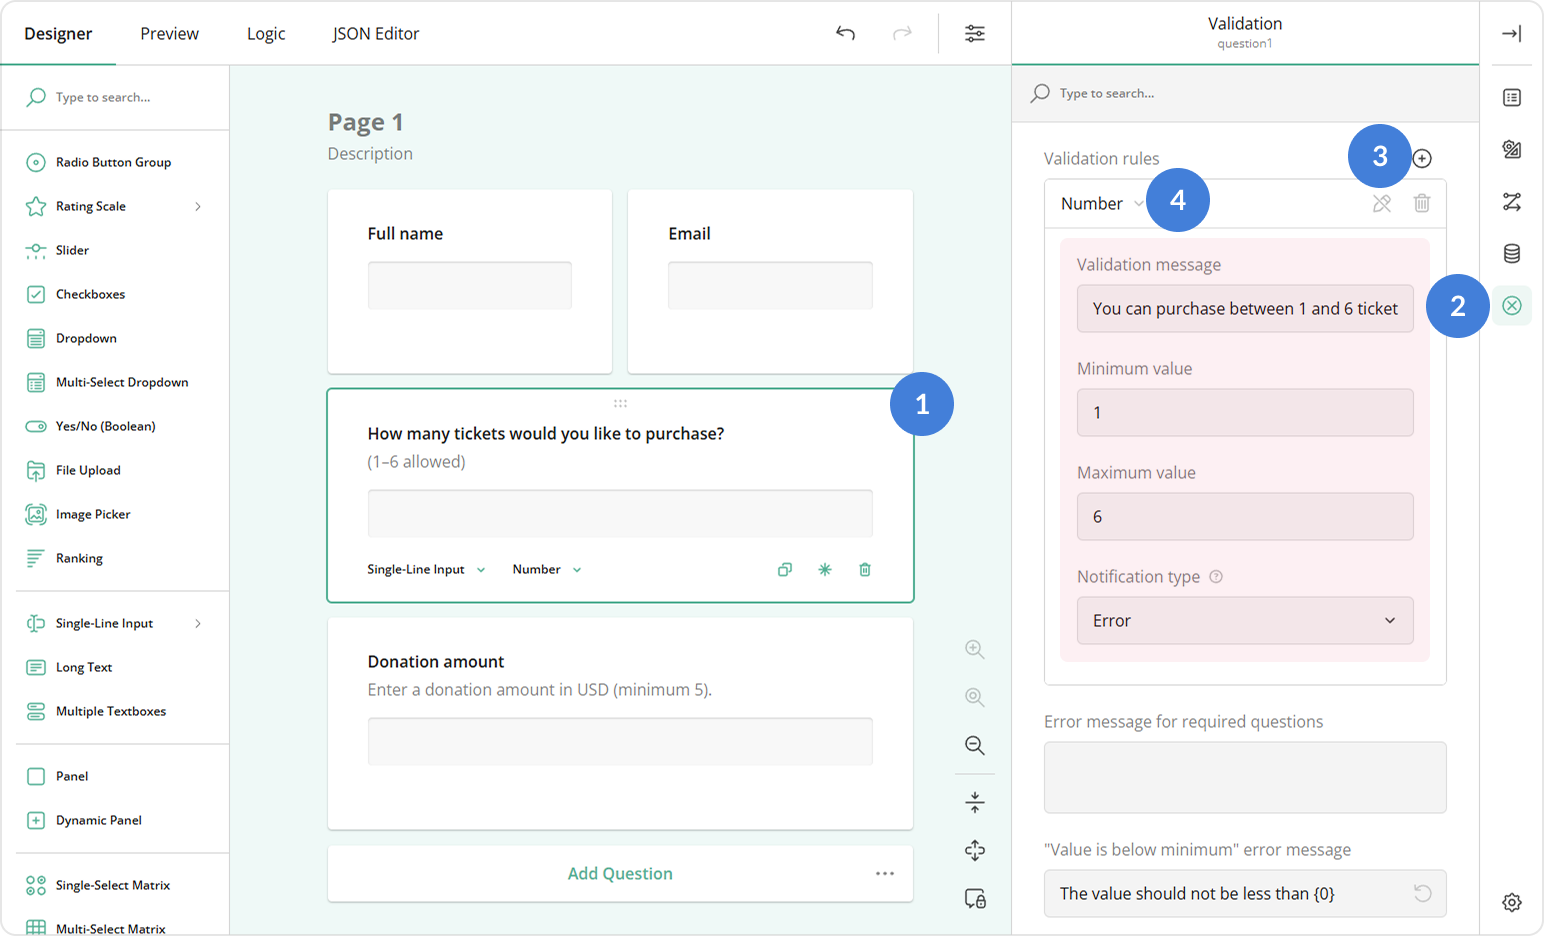 Designer
Preview
Logic
JSON Editor
Validation
question1
Type to search...
Radio Button Group
Rating Scale
Slider
Checkboxes
Dropdown
Multi-Select Dropdown
Yes/No (Boolean)
File Upload
Image Picker
Ranking
Single-Line Input
Long Text
Multiple Textboxes
Panel
Dynamic Panel
Single-Select Matrix
Multi-Select Matrix
Page 1
Description
Full name
Email
1
How many tickets would you like to purchase?
(1–6 allowed)
Single-Line Input
Number
Donation amount
Enter a donation amount in USD (minimum 5).
Add Question
Type to search...
Validation rules
3
Number
4
Validation message
You can purchase between 1 and 6 ticket
2
Minimum value
1
Maximum value
6
Notification type
Error
Error message for required questions
"Value is below minimum" error message
The value should not be less than {0}